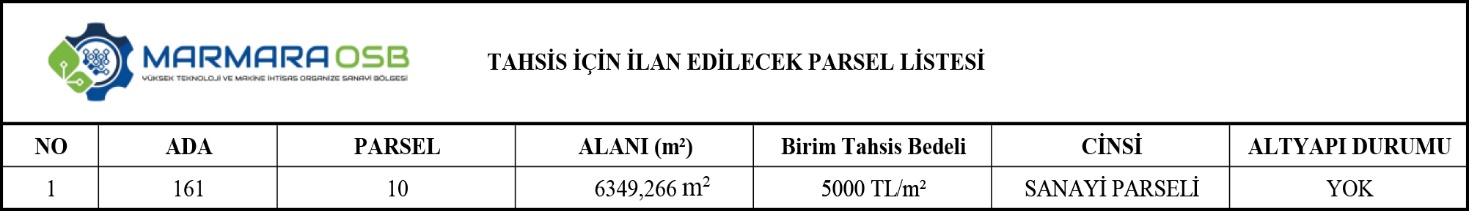 MARMARA OSB
YÜKSEK TEKNOLOJİ VE MAKİNE İHTİSAS ORGANİZE SANAYİ BÖLGESİ
TAHSİS İÇİN İLAN EDİLECEK PARSEL LİSTESİ
NO ADA PARSEL ALANI (m²) Birim Tahsis Bedeli CİNSİ ALTYAPI DURUMU
1 161 10 6349,266 m² 5000 TL/m² SANAYİ PARSELİ YOK